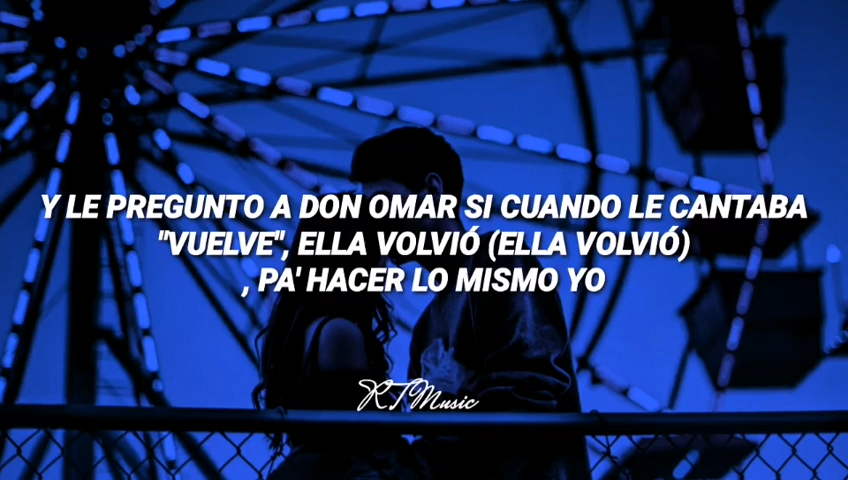 Y LE PREGUNTO A DON OMAR SI CUANDO LE CANTABA
"VUELVE", ELLA VOLVIÓ (ELLA VOLVIÓ)
, PA' HACER LO MISMO YO
RTMusic